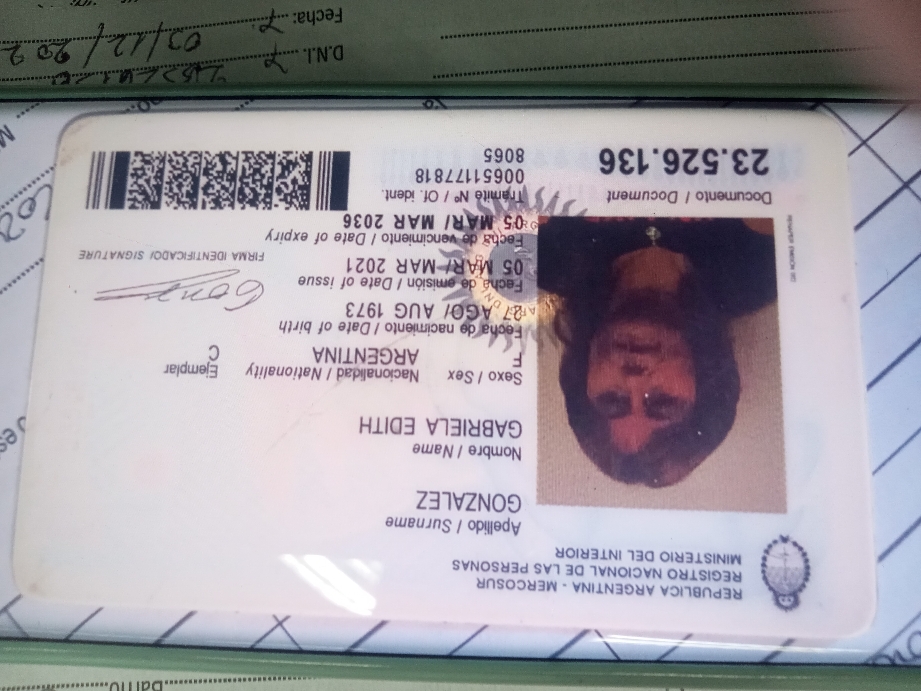 REPUBLICA ARGENTINA - MERCOSUR
REGISTRO NACIONAL DE LAS PERSONAS
MINISTERIO DEL INTERIOR
Apellido / Surname
GONZALEZ
Nombre / Name
GABRIELA EDITH
Sexo / Sex Nacionalidad / Nationality Ejemplar
F ARGENTINA C
Fecha de nacimiento / Date of birth
27 AGO/ AUG 1973
Fecha de emisión / Date of issue
05 MAR/ MAR 2021
FIRMA IDENTIFICADO/ SIGNATURE
Fecha de vencimiento / Date of expiry
05 MAR/ MAR 2036
Documento / Document
23.526.136
Trámite Nº / Of. ident.
00651177818
8065
D.N.I.
Fecha:
Barrio